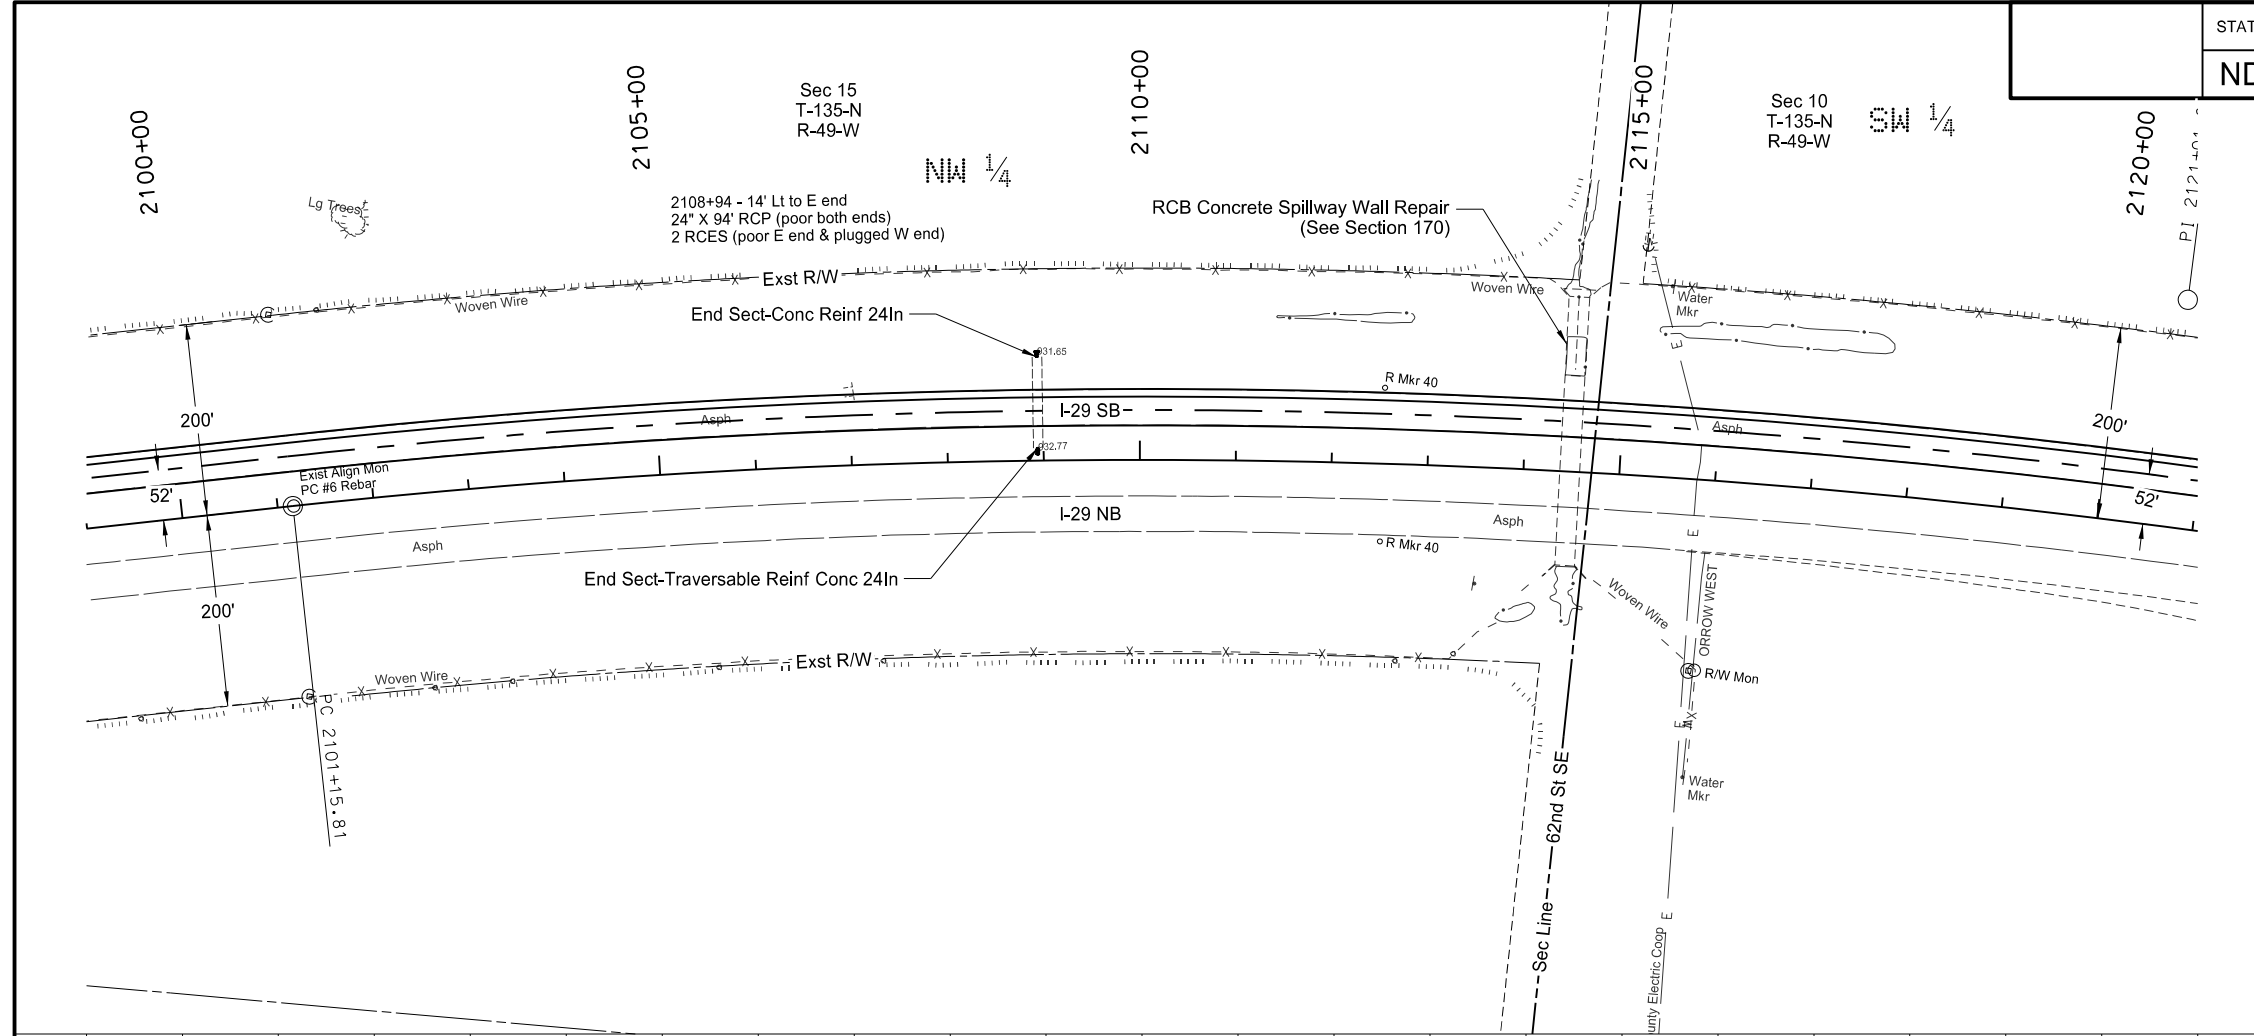 STAT
ND
2100+00
2105+00
2110+00
2115+00
2120+00
PI 2121+01
Sec 15
T-135-N
R-49-W
NW 1/4
Sec 10
T-135-N
R-49-W
SW 1/4
Lg Trees
2108+94 - 14' Lt to E end
24" X 94' RCP (poor both ends)
2 RCES (poor E end & plugged W end)
RCB Concrete Spillway Wall Repair
(See Section 170)
Exst R/W
Woven Wire
Woven Wire
Water
Mkr
End Sect-Conc Reinf 24In
931.65
R Mkr 40
200'
I-29 SB
Asph
Asph
200'
932.77
Exist Align Mon
PC #6 Rebar
52'
52'
I-29 NB
Asph
Asph
R Mkr 40
End Sect-Traversable Reinf Conc 24In
200'
Woven Wire
ORROW WEST
Exst R/W
Woven Wire
R/W Mon
PC 2101+15.81
Water
Mkr
62nd St SE
Sec Line
unty Electric Coop